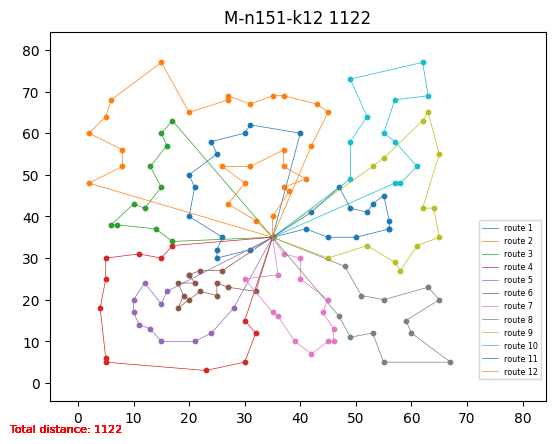 M-n151-k12 1122
80
70
60
50
40
30
20
10
0
0 10 20 30 40 50 60 70 80
route 1
route 2
route 3
route 4
route 5
route 6
route 7
route 8
route 9
route 10
route 11
route 12
Total distance: 1122